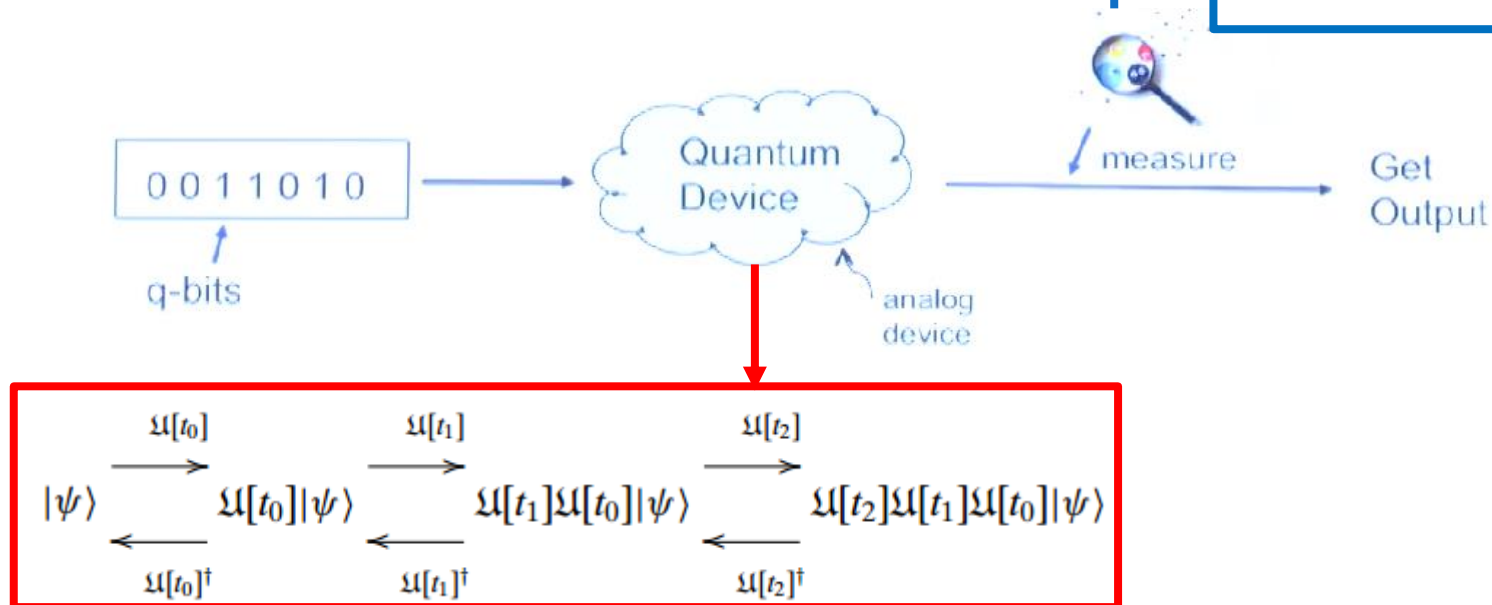 0 0 1 1 0 1 0
q-bits
Quantum
Device
analog
device
measure
Get
Output
𝔘[t₀] 𝔘[t₁] 𝔘[t₂]
|ψ⟩ 𝔘[t₀]|ψ⟩ 𝔘[t₁]𝔘[t₀]|ψ⟩ 𝔘[t₂]𝔘[t₁]𝔘[t₀]|ψ⟩
𝔘[t₀]† 𝔘[t₁]† 𝔘[t₂]†